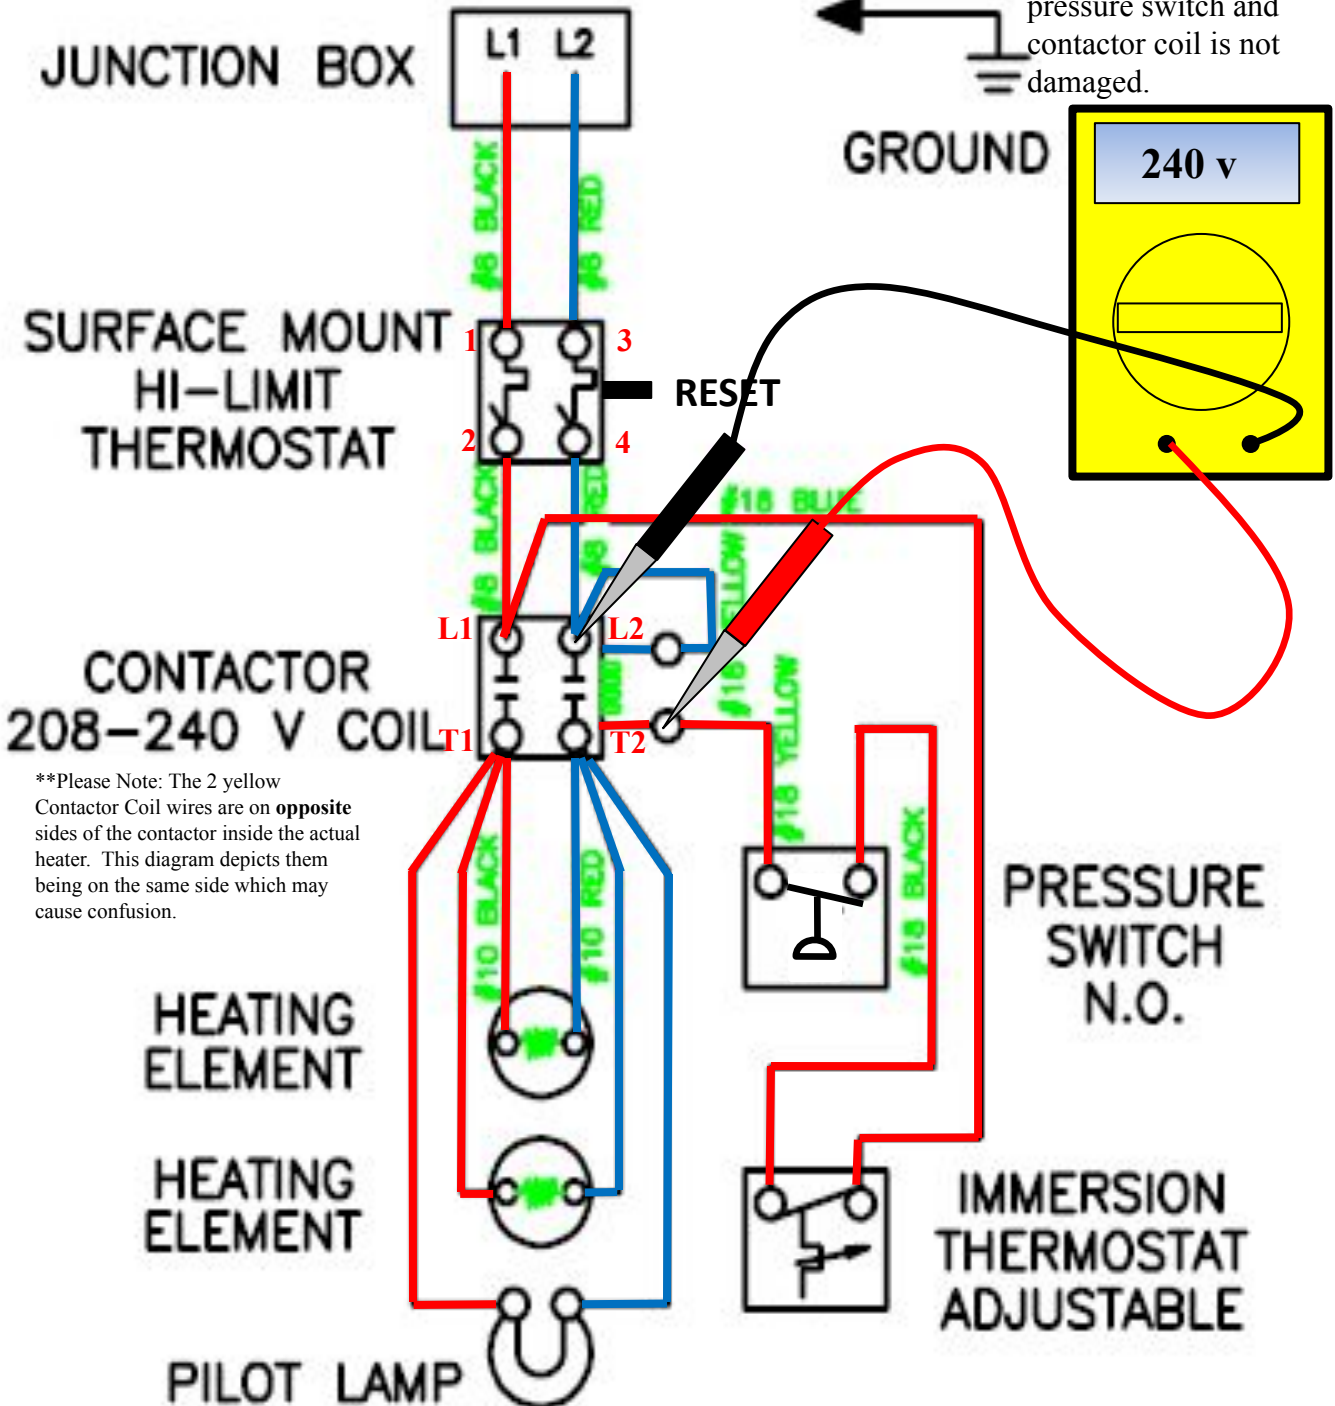 pressure switch and
contactor coil is not
damaged.
JUNCTION BOX
L1 L2
GROUND
240 v
#8 BLACK
#8 RED
SURFACE MOUNT
HI-LIMIT
THERMOSTAT
1
3
2
4
RESET
#8 BLACK
#8 RED
#18 BLUE
#18 YELLOW
L1
L2
CONTACTOR
208-240 V COIL
T1
T2
#18 YELLOW
**Please Note: The 2 yellow
Contactor Coil wires are on opposite
sides of the contactor inside the actual
heater. This diagram depicts them
being on the same side which may
cause confusion.
#10 BLACK
#10 RED
#18 BLACK
PRESSURE
SWITCH
N.O.
HEATING
ELEMENT
HEATING
ELEMENT
IMMERSION
THERMOSTAT
ADJUSTABLE
PILOT LAMP